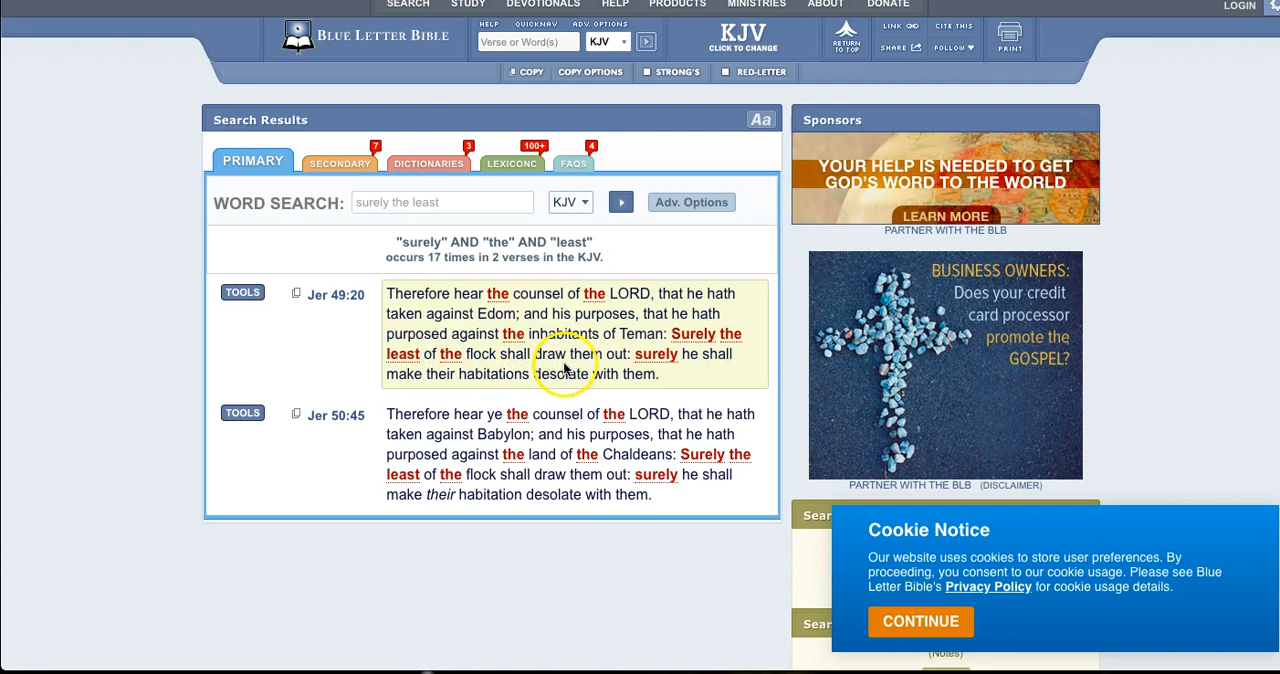 SEARCH STUDY DEVOTIONALS HELP PRODUCTS MINISTRIES ABOUT DONATE
LOGIN
BLUE LETTER BIBLE
HELP QUICKNAV ADV. OPTIONS
Verse or Word(s)
KJV
KJV
CLICK TO CHANGE
RETURN
TO TOP
LINK
CITE THIS
SHARE
FOLLOW
PRINT
COPY COPY OPTIONS STRONG'S RED-LETTER
Search Results
Aa
PRIMARY
SECONDARY 7
DICTIONARIES 3
LEXICONC 100+
FAQS 4
WORD SEARCH: surely the least KJV Adv. Options
"surely" AND "the" AND "least"
occurs 17 times in 2 verses in the KJV.
TOOLS
Jer 49:20
Therefore hear the counsel of the LORD, that he hath
taken against Edom; and his purposes, that he hath
purposed against the inhabitants of Teman: Surely the
least of the flock shall draw them out: surely he shall
make their habitations desolate with them.
TOOLS
Jer 50:45
Therefore hear ye the counsel of the LORD, that he hath
taken against Babylon; and his purposes, that he hath
purposed against the land of the Chaldeans: Surely the
least of the flock shall draw them out: surely he shall
make their habitation desolate with them.
Sponsors
YOUR HELP IS NEEDED TO GET
GOD'S WORD TO THE WORLD
LEARN MORE
PARTNER WITH THE BLB
BUSINESS OWNERS:
Does your credit
card processor
promote the
GOSPEL?
PARTNER WITH THE BLB (DISCLAIMER)
Sear
Sear
(Notes)
Cookie Notice
Our website uses cookies to store user preferences. By
proceeding, you consent to our cookie usage. Please see Blue
Letter Bible's Privacy Policy for cookie usage details.
CONTINUE